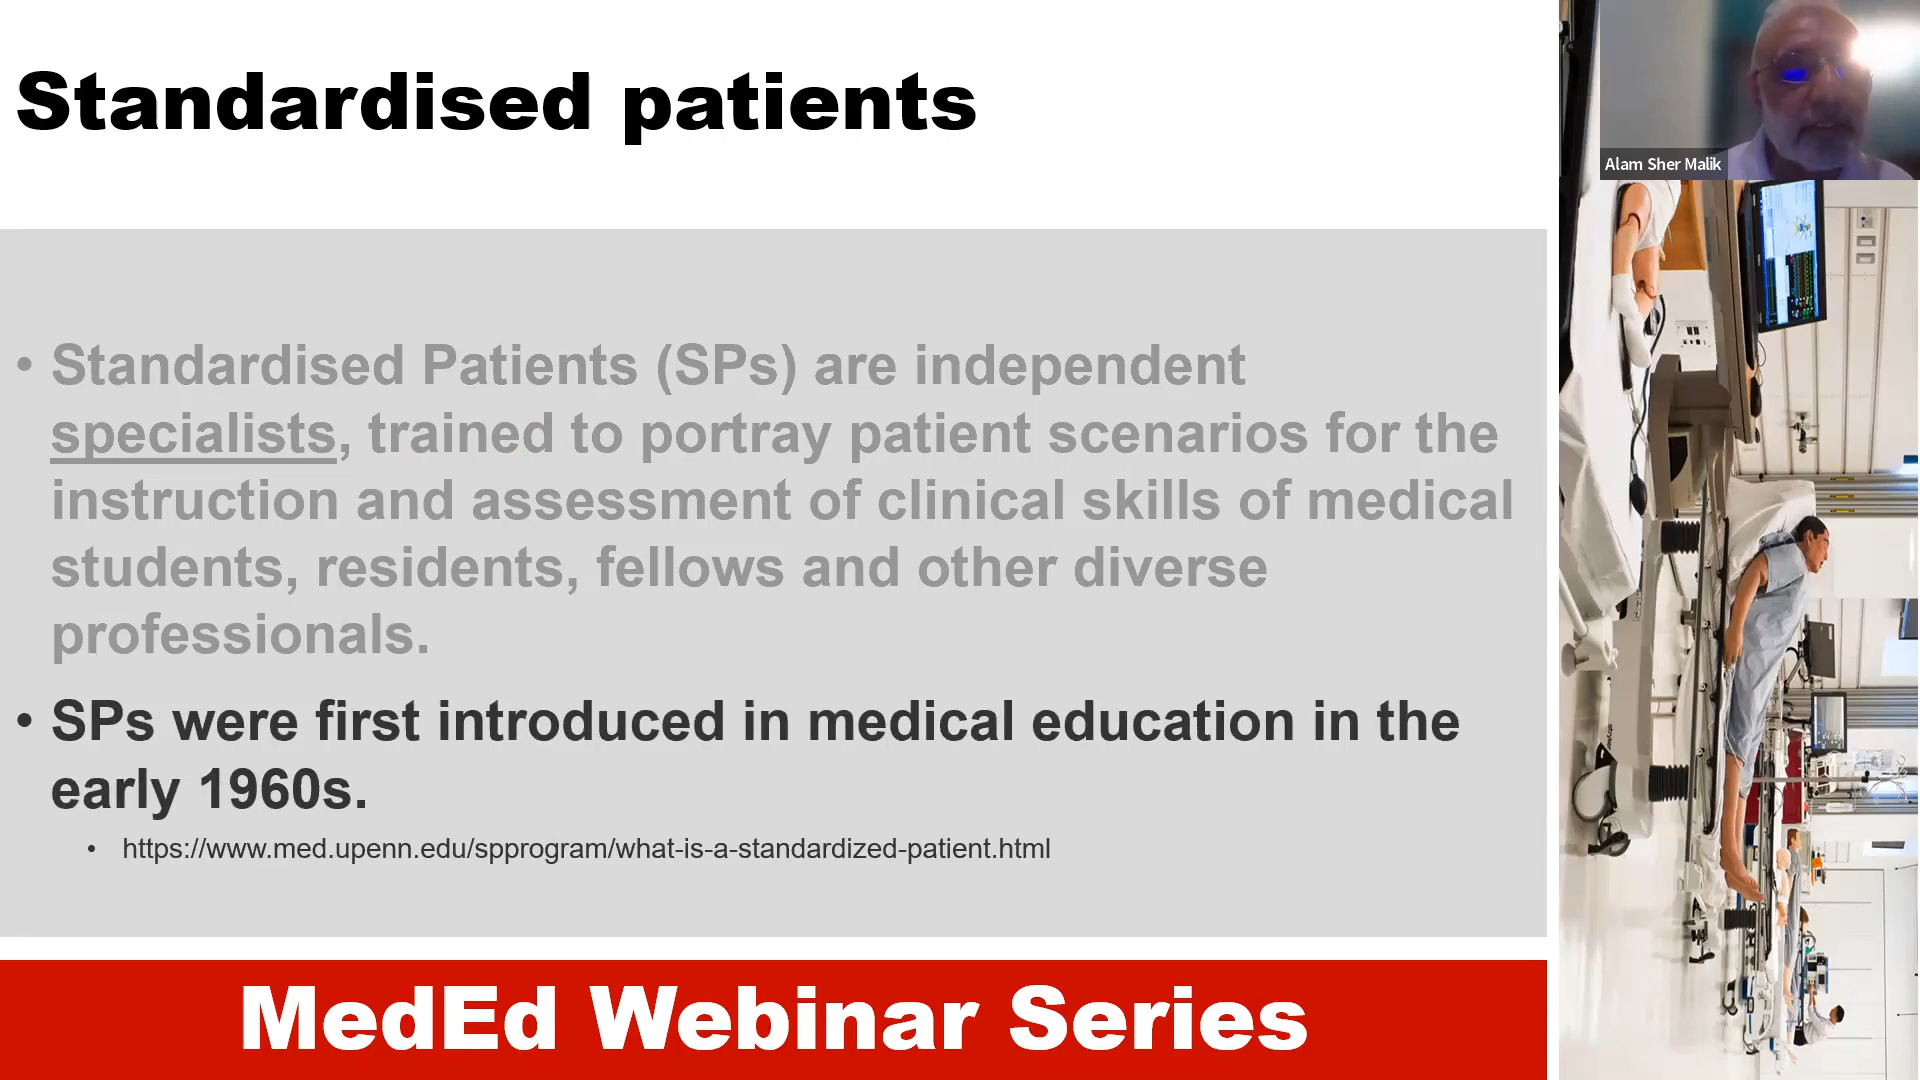 Standardised patients
Alam Sher Malik
• Standardised Patients (SPs) are independent
specialists, trained to portray patient scenarios for the
instruction and assessment of clinical skills of medical
students, residents, fellows and other diverse
professionals.
• SPs were first introduced in medical education in the
early 1960s.
• https://www.med.upenn.edu/spprogram/what-is-a-standardized-patient.html
MedEd Webinar Series